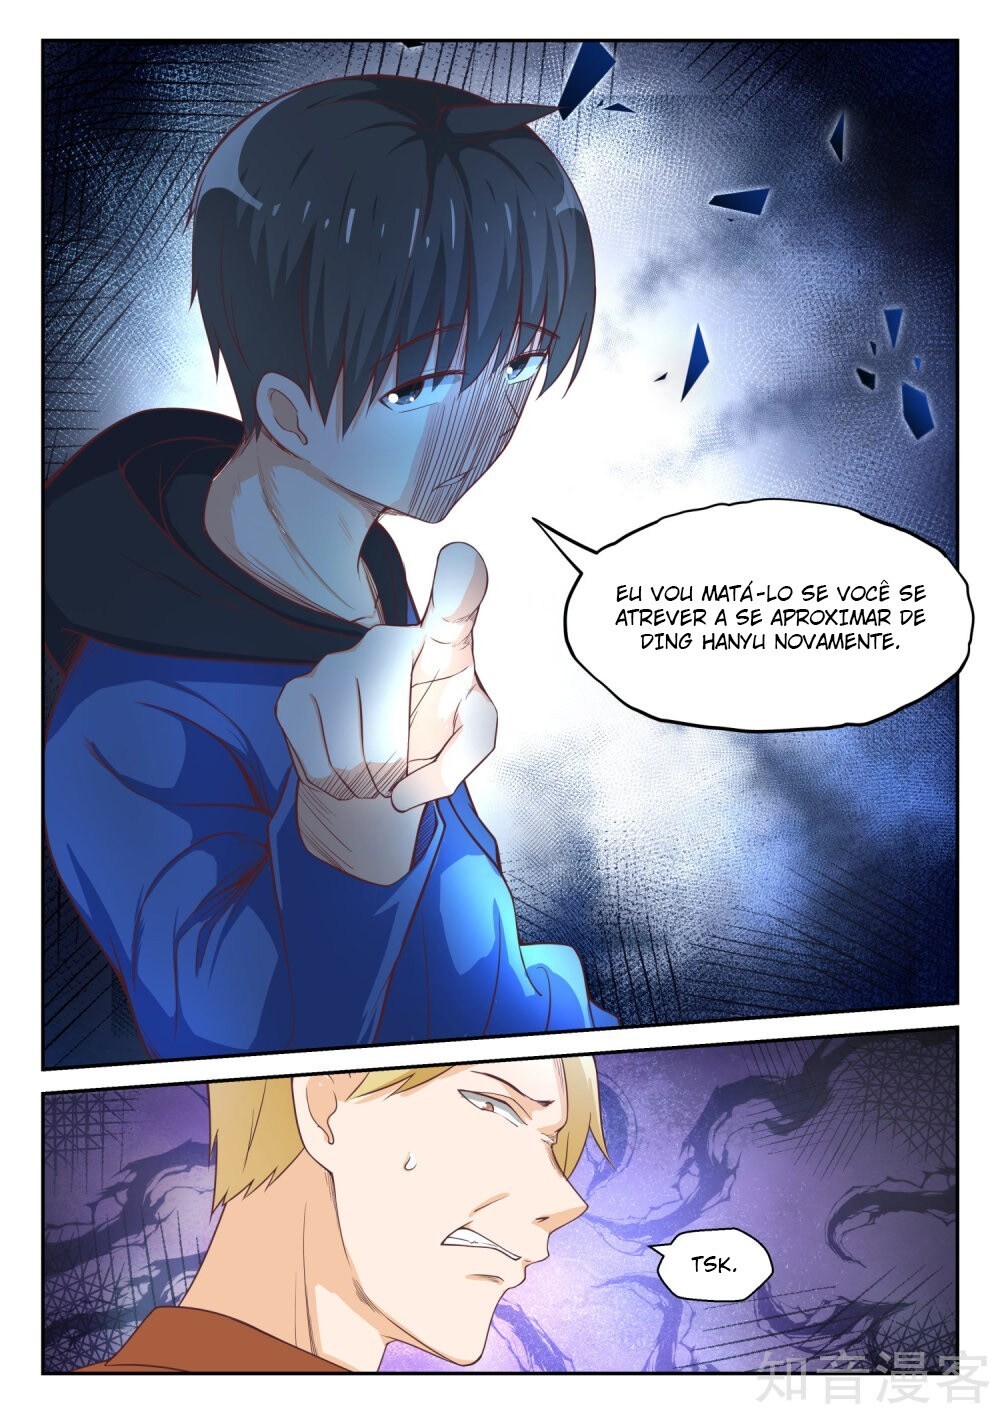 EU VOU MATÁ-LO SE VOCÊ SE
ATREVER A SE APROXIMAR DE
DING HANYU NOVAMENTE.
TSK.
知音漫客